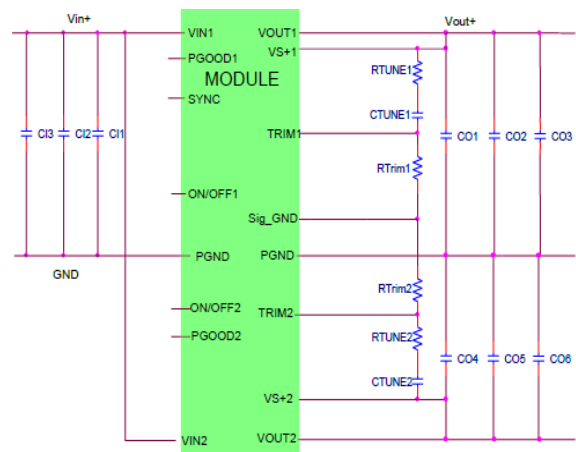 Vin+
Vout+
VIN1
VOUT1
VS+1
PGOOD1
RTUNE1
MODULE
SYNC
CTUNE1
TRIM1
CI3
CI2
CI1
CO1
CO2
CO3
RTrim1
ON/OFF1
Sig_GND
PGND
PGND
GND
RTrim2
ON/OFF2
TRIM2
PGOOD2
RTUNE2
CO4
CO5
CO6
CTUNE2
VS+2
VIN2
VOUT2